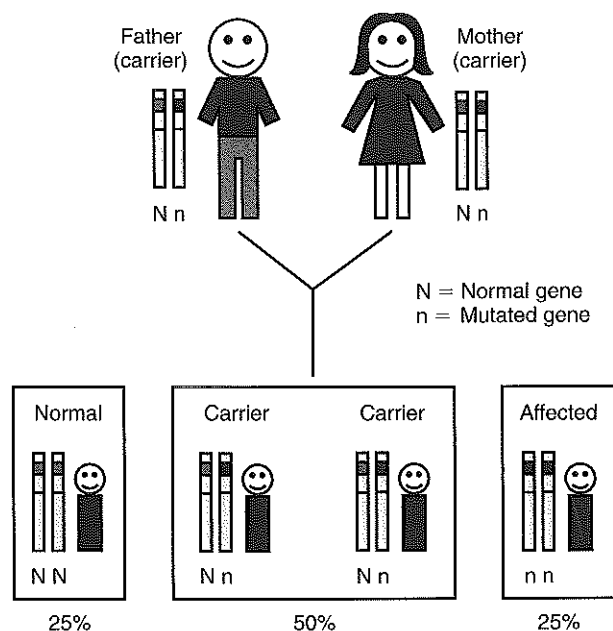 Father
(carrier)
Mother
(carrier)
N n
N n
N = Normal gene
n = Mutated gene
Normal
Carrier
Carrier
Affected
N N
N n
N n
n n
25%
50%
25%